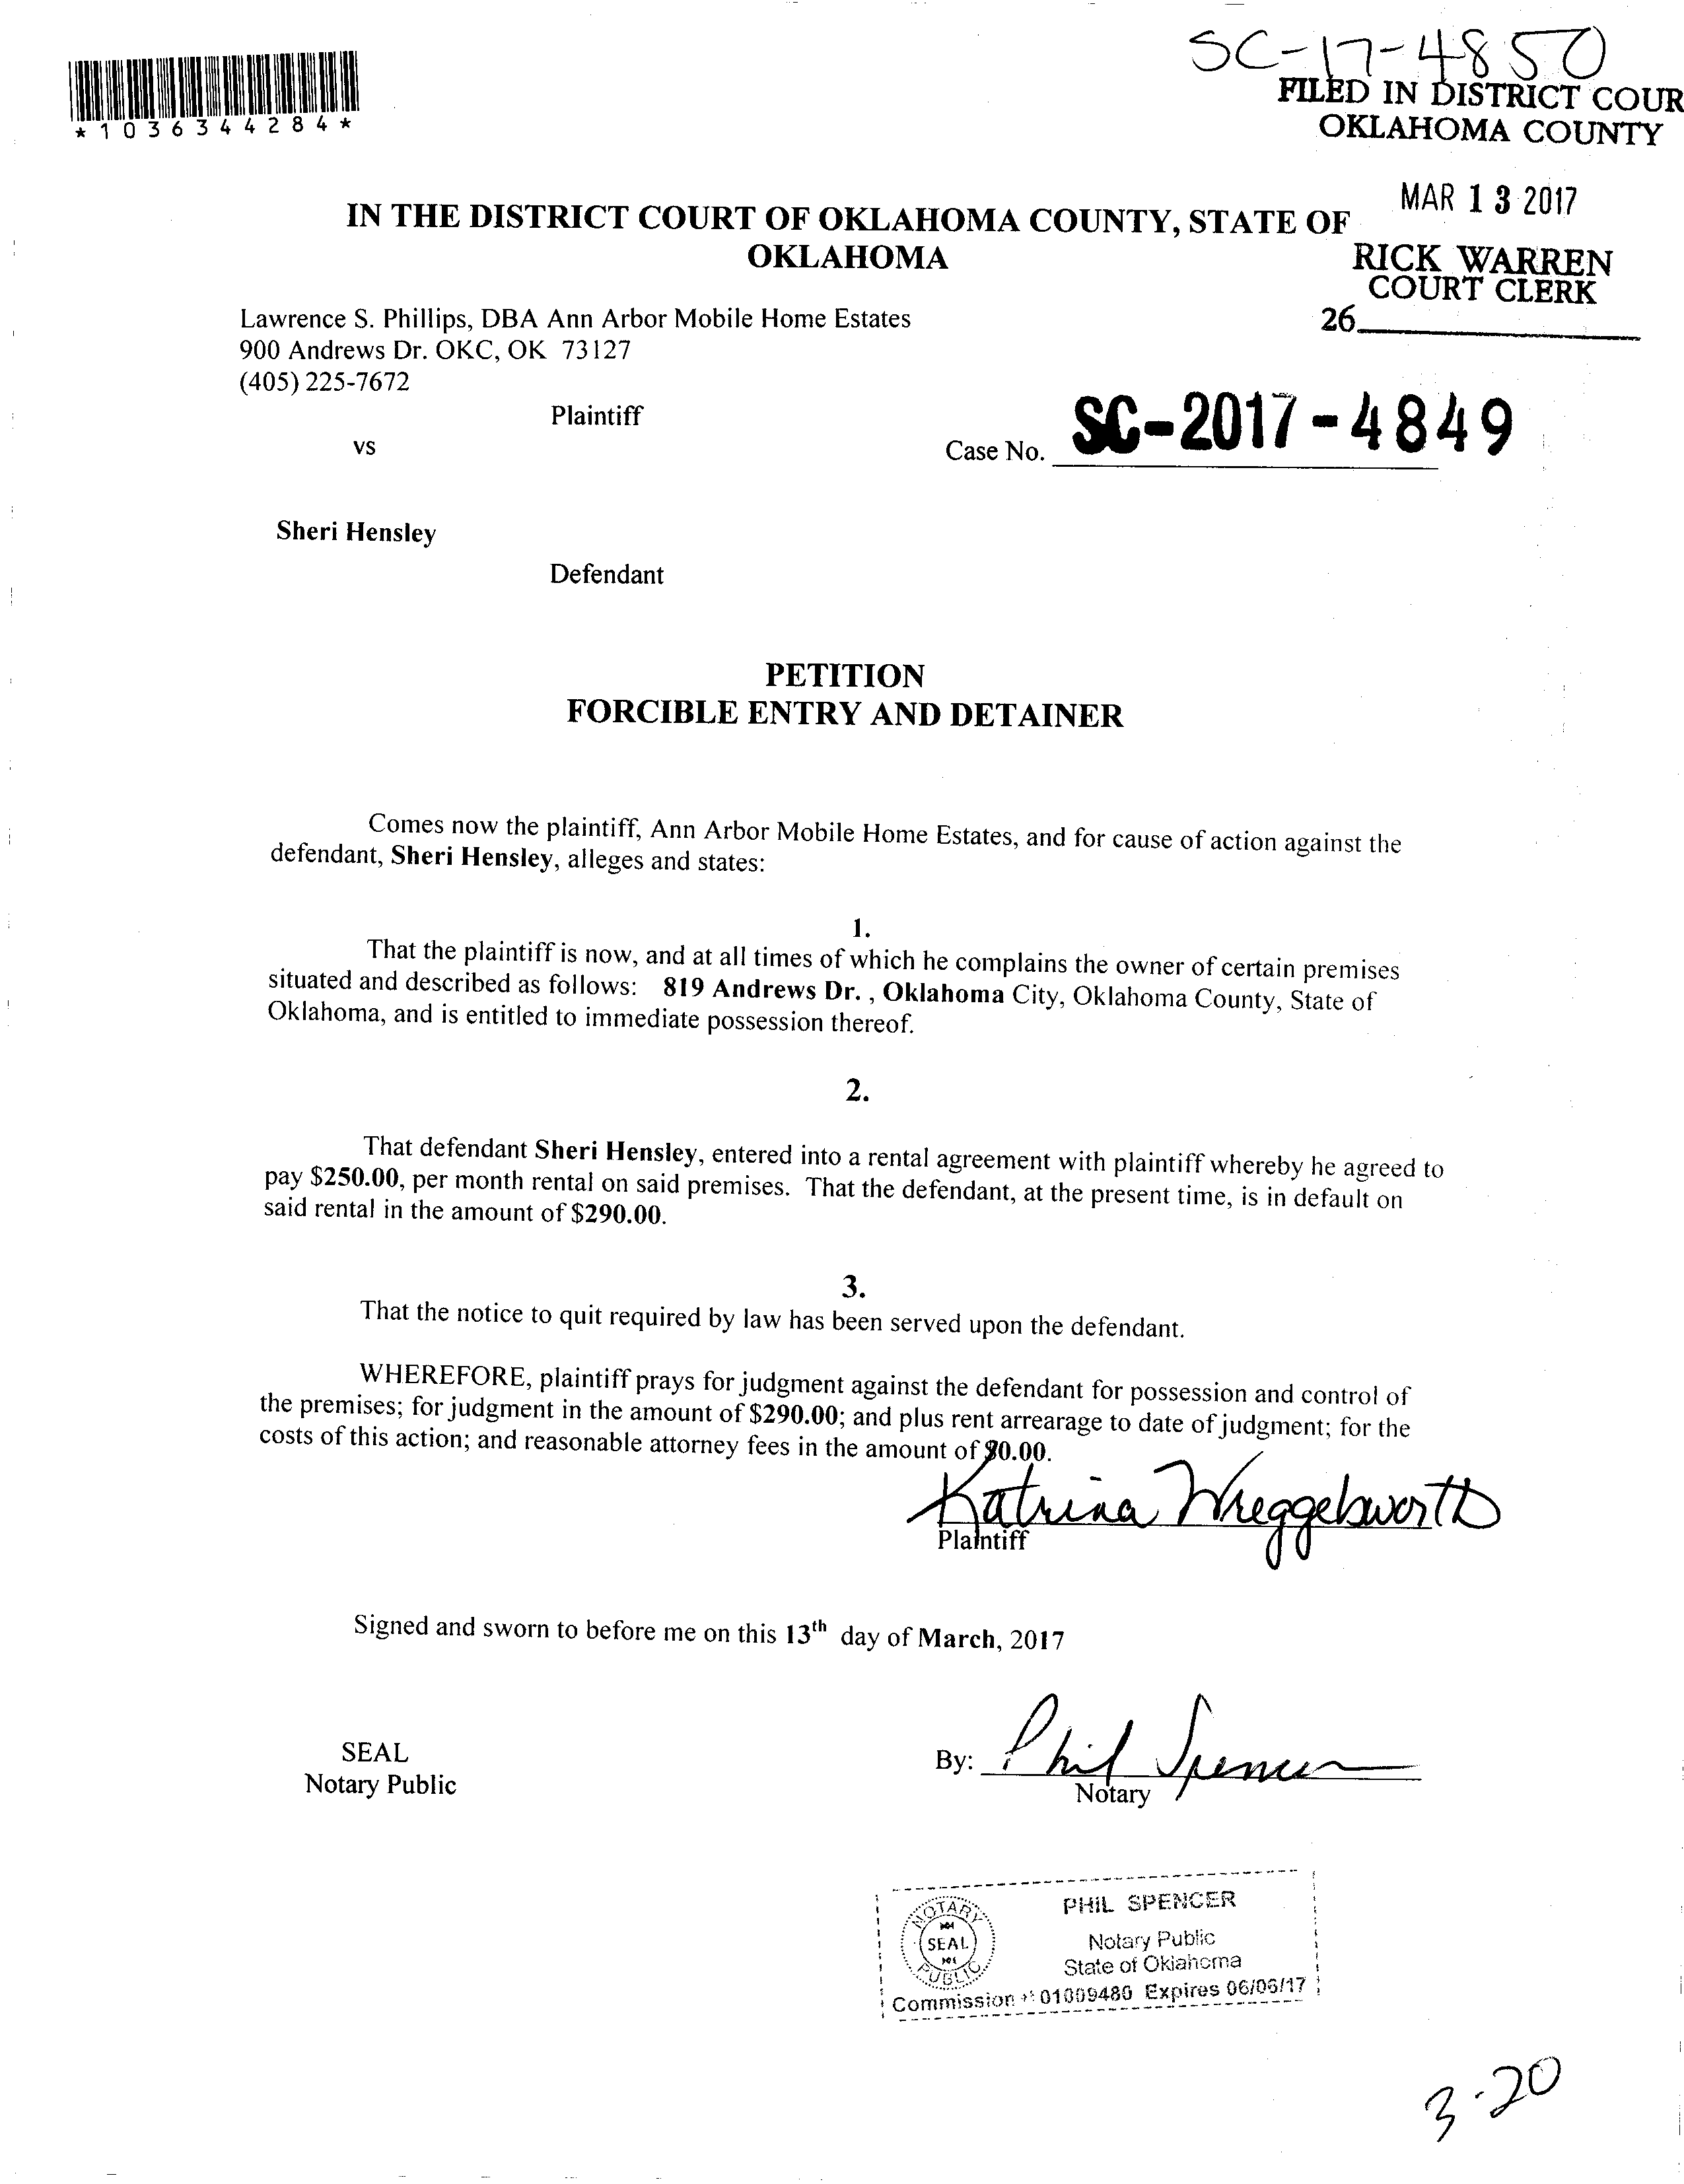 SC-17-4850
*1036344284*
FILED IN DISTRICT COUR
OKLAHOMA COUNTY
MAR 13 2017
IN THE DISTRICT COURT OF OKLAHOMA COUNTY, STATE OF
OKLAHOMA
RICK WARREN
COURT CLERK
26
Lawrence S. Phillips, DBA Ann Arbor Mobile Home Estates
900 Andrews Dr. OKC, OK 73127
(405) 225-7672
Plaintiff
vs
Case No. SC-2017-4849
Sheri Hensley
Defendant
PETITION
FORCIBLE ENTRY AND DETAINER
Comes now the plaintiff, Ann Arbor Mobile Home Estates, and for cause of action against the
defendant, Sheri Hensley, alleges and states:
1.
That the plaintiff is now, and at all times of which he complains the owner of certain premises
situated and described as follows: 819 Andrews Dr. , Oklahoma City, Oklahoma County, State of
Oklahoma, and is entitled to immediate possession thereof.
2.
That defendant Sheri Hensley, entered into a rental agreement with plaintiff whereby he agreed to
pay $250.00, per month rental on said premises. That the defendant, at the present time, is in default on
said rental in the amount of $290.00.
3.
That the notice to quit required by law has been served upon the defendant.
WHEREFORE, plaintiff prays for judgment against the defendant for possession and control of
the premises; for judgment in the amount of $290.00; and plus rent arrearage to date of judgment; for the
costs of this action; and reasonable attorney fees in the amount of $0.00.
Katrina Wreggelsworth
Plaintiff
Signed and sworn to before me on this 13th day of March, 2017
SEAL
Notary Public
By: Phil Spencer
Notary
NOTARY
SEAL
PUBLIC
PHIL SPENCER
Notary Public
State of Oklahoma
Commission # 01009480 Expires 06/06/17
3-20